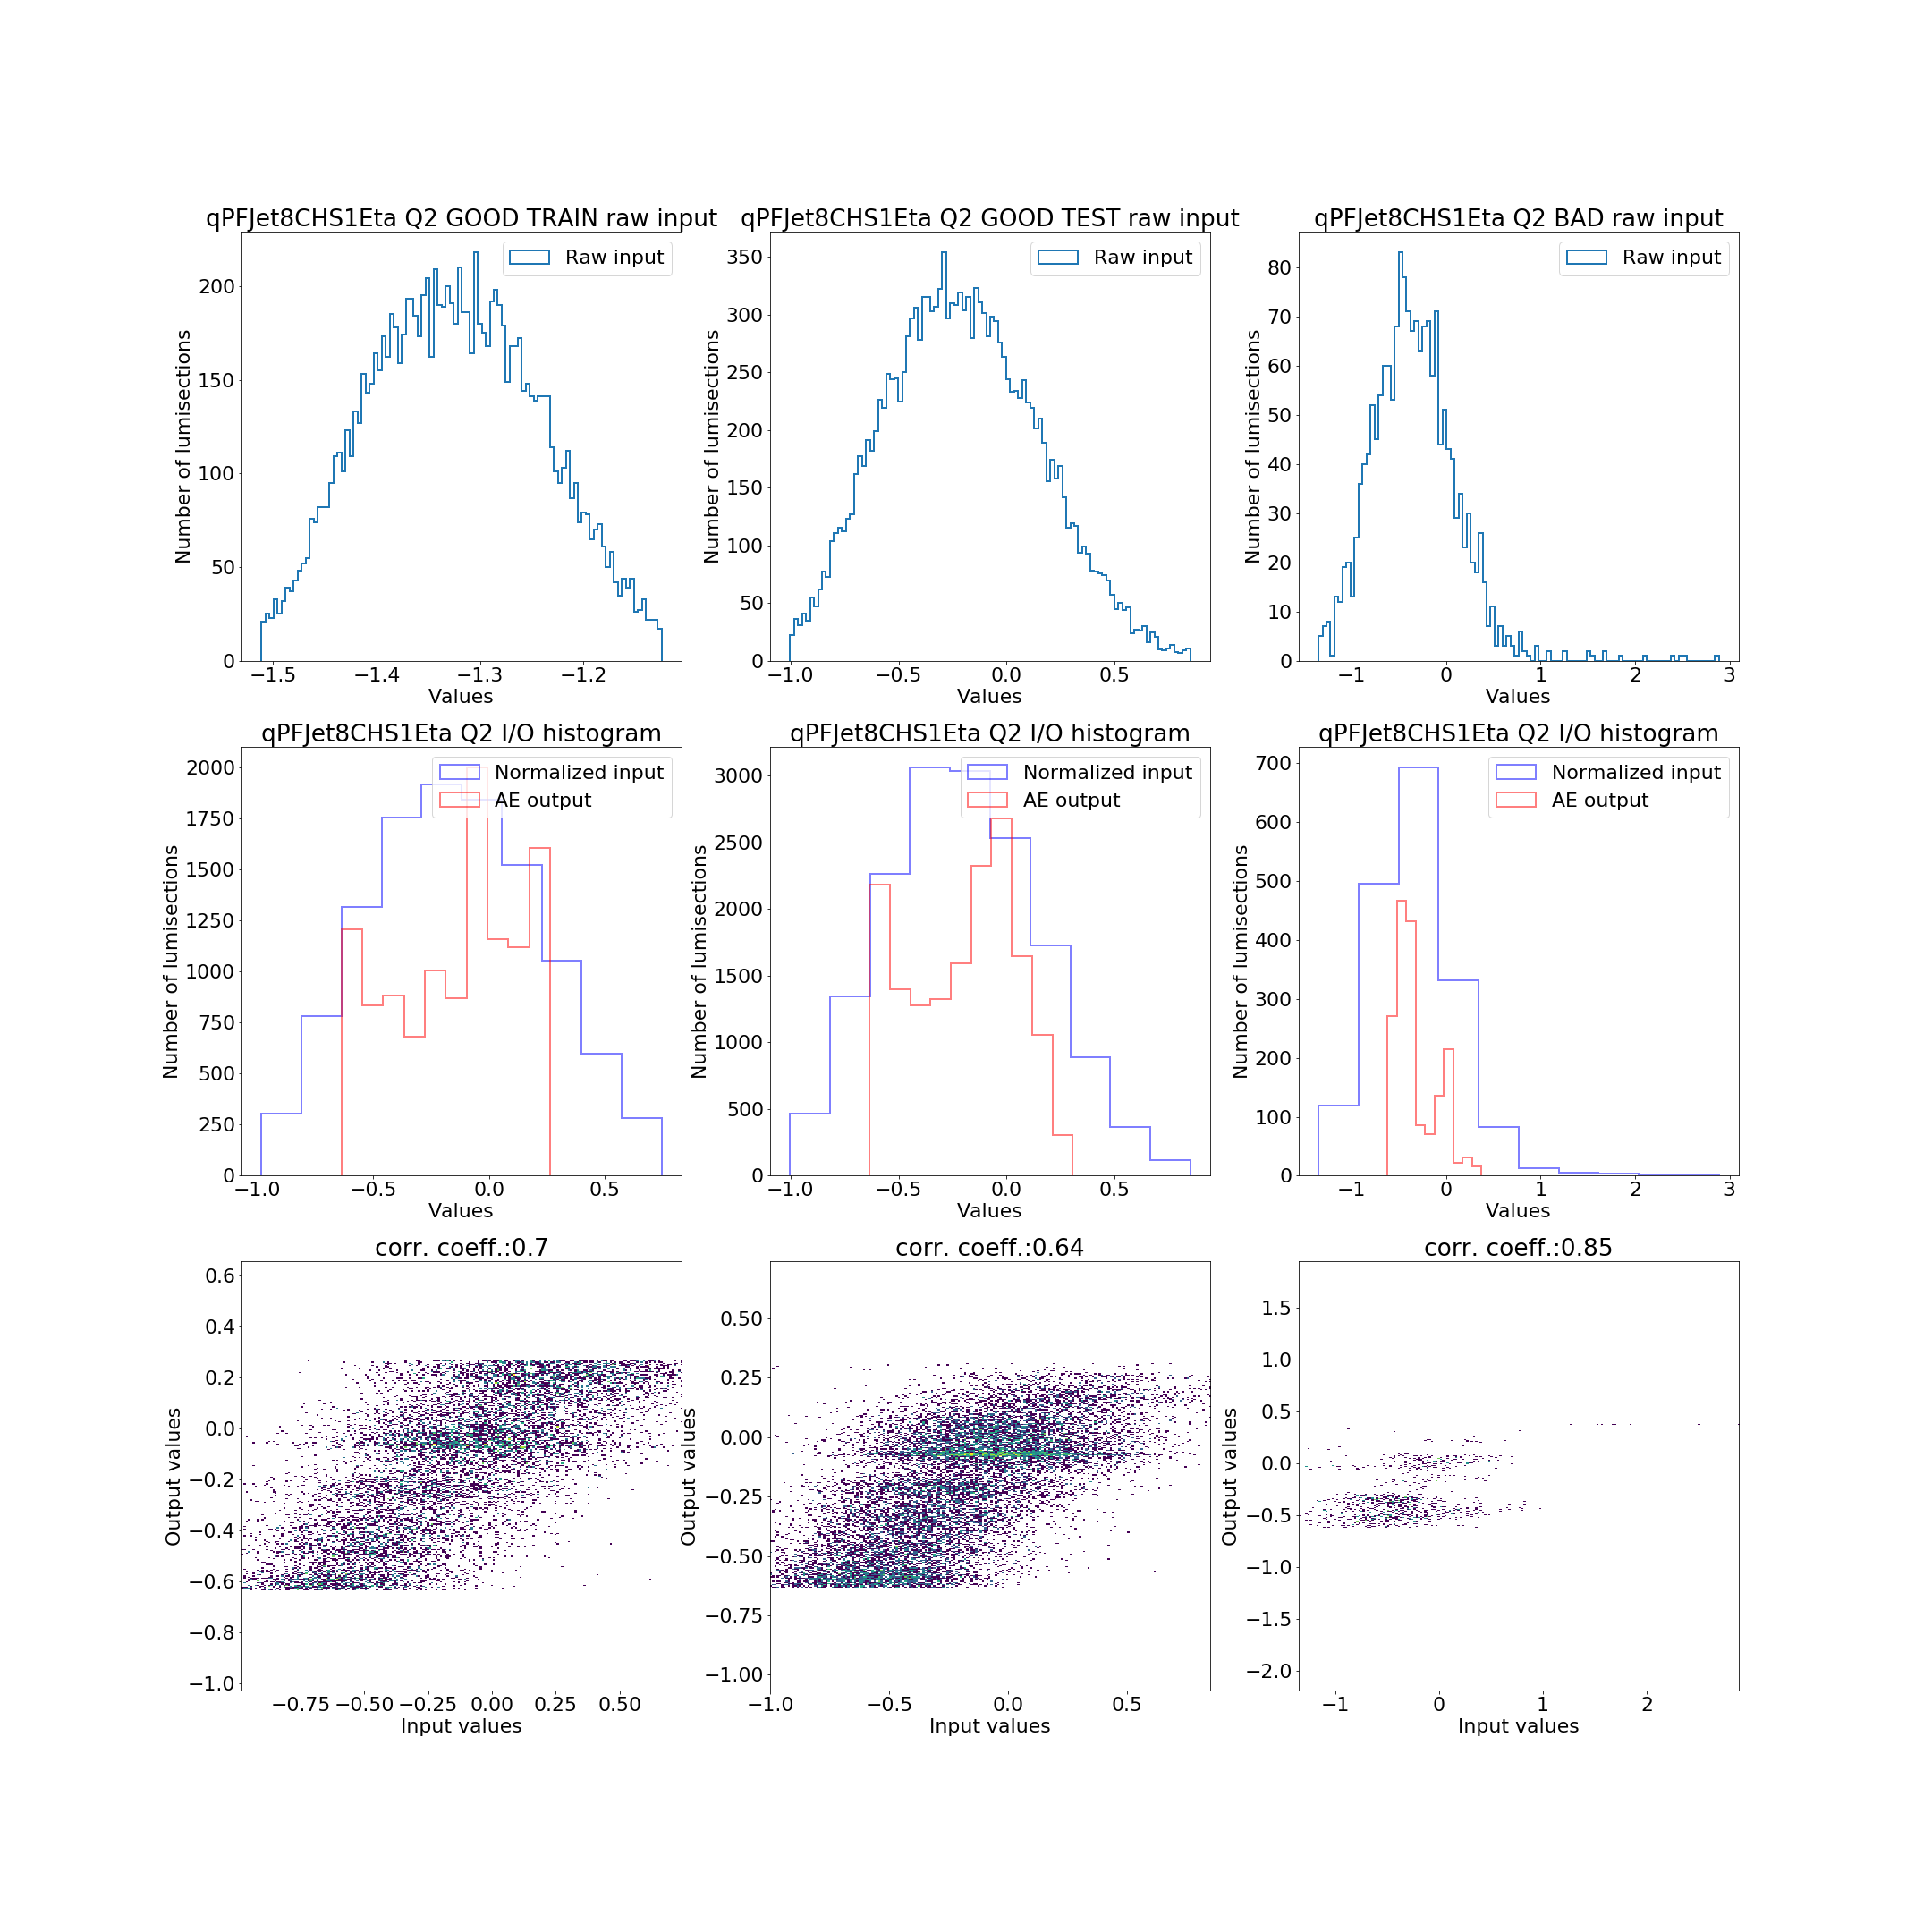 qPFJet8CHS1Eta Q2 GOOD TRAIN raw input
Raw input
Number of lumisections
200
150
100
50
0
−1.5 −1.4 −1.3 −1.2
Values
qPFJet8CHS1Eta Q2 GOOD TEST raw input
Raw input
Number of lumisections
350
300
250
200
150
100
50
0
−1.0 −0.5 0.0 0.5
Values
qPFJet8CHS1Eta Q2 BAD raw input
Raw input
Number of lumisections
80
70
60
50
40
30
20
10
0
−1 0 1 2 3
Values
qPFJet8CHS1Eta Q2 I/O histogram
Normalized input
AE output
Number of lumisections
2000
1750
1500
1250
1000
750
500
250
0
−1.0 −0.5 0.0 0.5
Values
qPFJet8CHS1Eta Q2 I/O histogram
Normalized input
AE output
Number of lumisections
3000
2500
2000
1500
1000
500
0
−1.0 −0.5 0.0 0.5
Values
qPFJet8CHS1Eta Q2 I/O histogram
Normalized input
AE output
Number of lumisections
700
600
500
400
300
200
100
0
−1 0 1 2 3
Values
corr. coeff.:0.7
Output values
0.6
0.4
0.2
0.0
−0.2
−0.4
−0.6
−0.8
−1.0
−0.75 −0.50 −0.25 0.00 0.25 0.50
Input values
corr. coeff.:0.64
Output values
0.50
0.25
0.00
−0.25
−0.50
−0.75
−1.00
−1.0 −0.5 0.0 0.5
Input values
corr. coeff.:0.85
Output values
1.5
1.0
0.5
0.0
−0.5
−1.0
−1.5
−2.0
−1 0 1 2
Input values